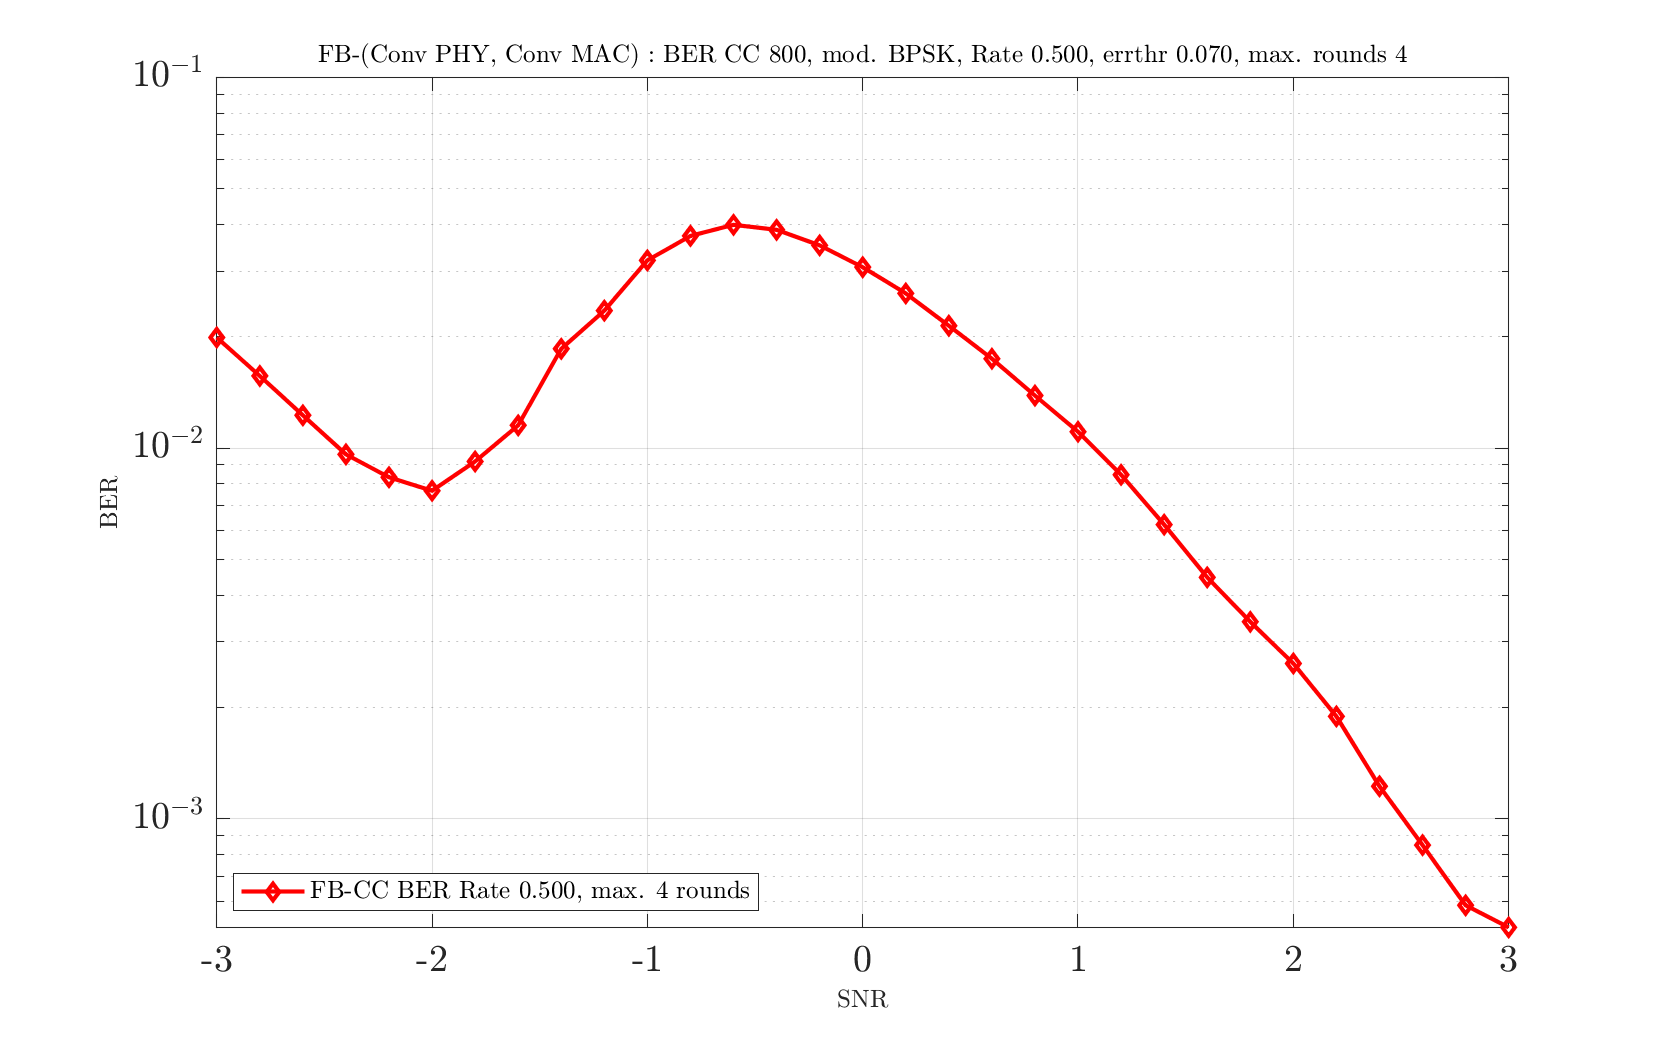 FB-(Conv PHY, Conv MAC) : BER CC 800, mod. BPSK, Rate 0.500, errthr 0.070, max. rounds 4
10^{-1}
10^{-2}
10^{-3}
BER
FB-CC BER Rate 0.500, max. 4 rounds
-3 -2 -1 0 1 2 3
SNR